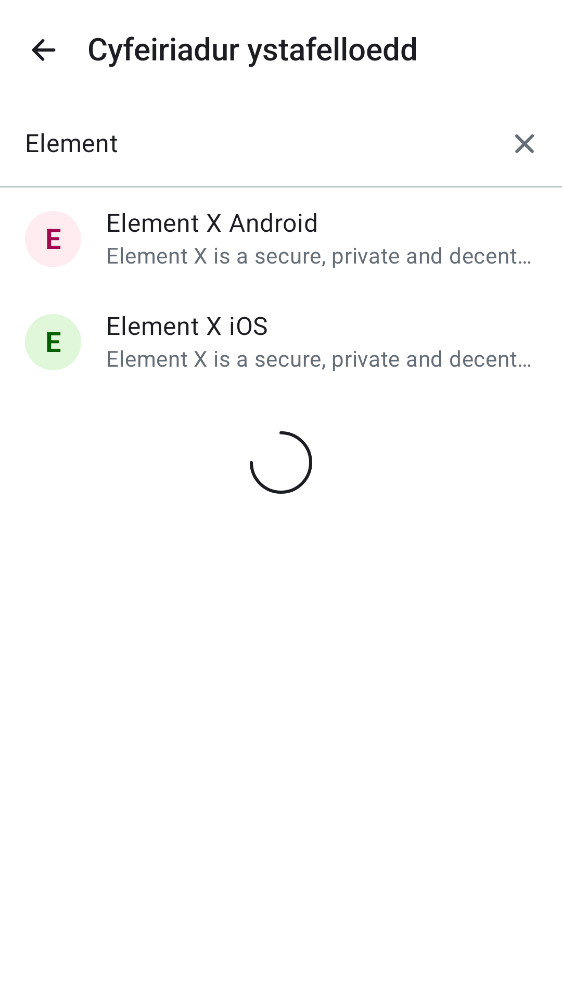 Cyfeiriadur ystafelloedd
Element
E
Element X Android
Element X is a secure, private and decent…
E
Element X iOS
Element X is a secure, private and decent…